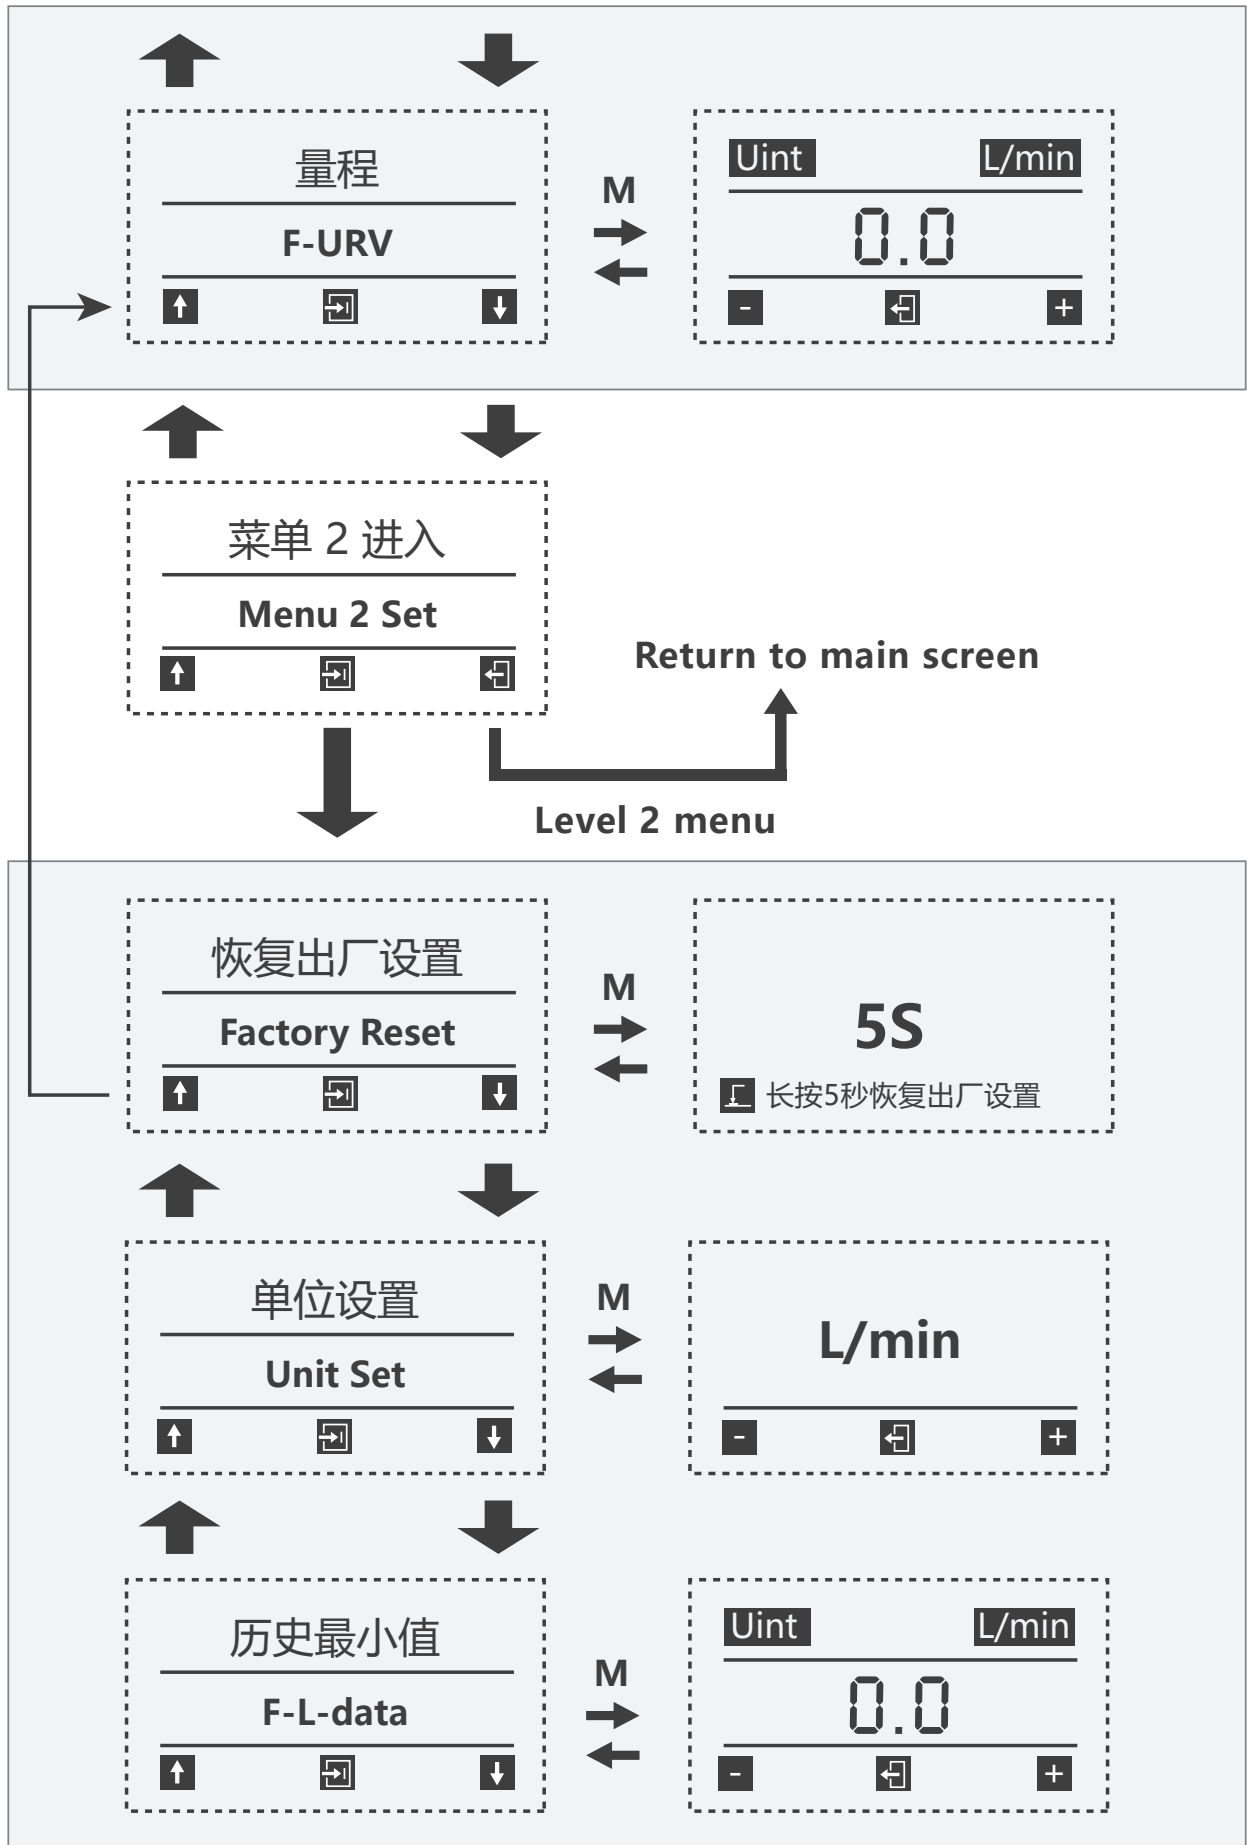 量程
F-URV
M
Uint L/min
0.0
- +
菜单 2 进入
Menu 2 Set
Return to main screen
Level 2 menu
恢复出厂设置
Factory Reset
M
5S
长按5秒恢复出厂设置
单位设置
Unit Set
M
L/min
- +
历史最小值
F-L-data
M
Uint L/min
0.0
- +